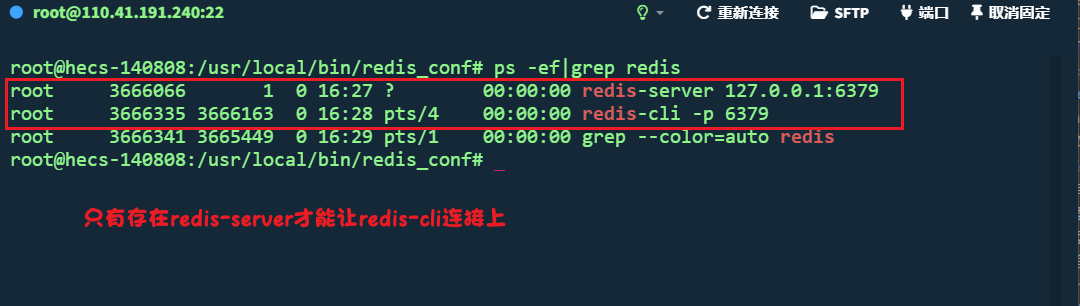 root@110.41.191.240:22 重新连接 SFTP 端口 取消固定
root@hecs-140808:/usr/local/bin/redis_conf# ps -ef|grep redis
root 3666066 1 0 16:27 ? 00:00:00 redis-server 127.0.0.1:6379
root 3666335 3666163 0 16:28 pts/4 00:00:00 redis-cli -p 6379
root 3666341 3665449 0 16:29 pts/1 00:00:00 grep --color=auto redis
root@hecs-140808:/usr/local/bin/redis_conf# _
只有存在redis-server才能让redis-cli连接上